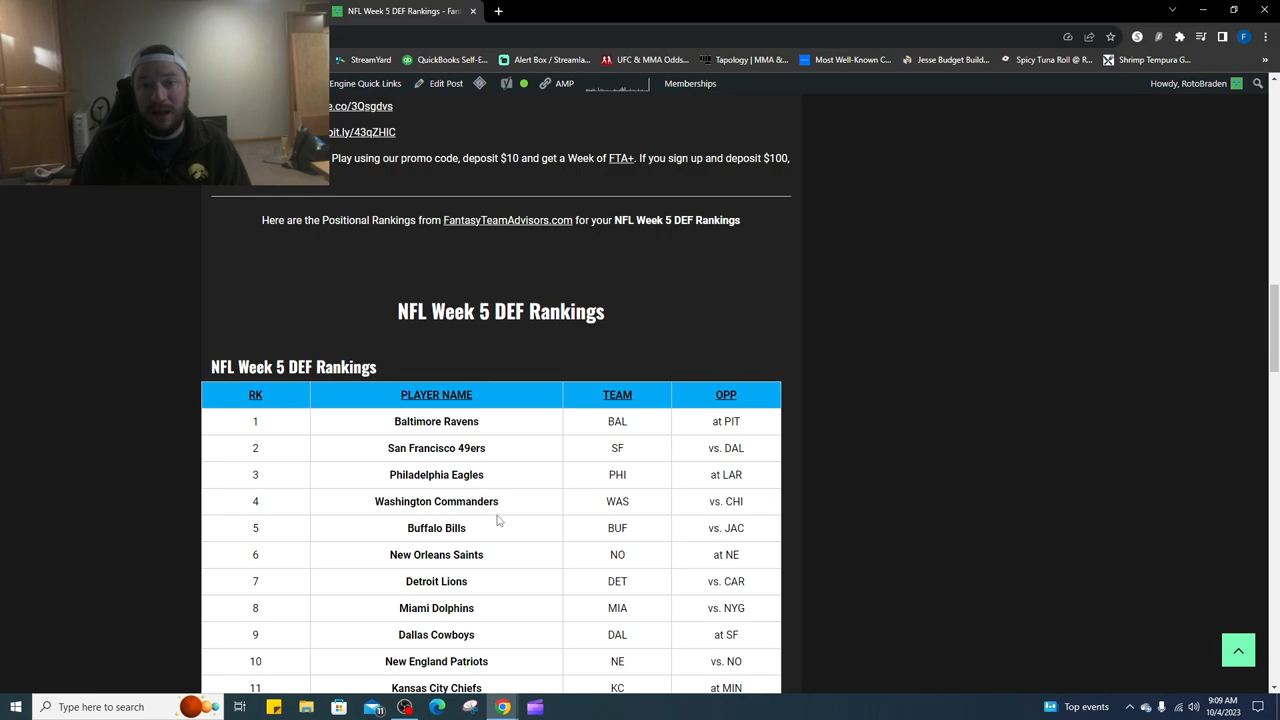 NFL Week 5 DEF Rankings - Fan
StreamYard
QuickBooks Self-E...
Alert Box / Streamla...
UFC & MMA Odds...
Tapology | MMA &...
Most Well-Known C...
Jesse Budget Builde...
Spicy Tuna Roll @ R...
Shrimp Tempura G...
»
Engine Quick Links
Edit Post
AMP
Memberships
Howdy, RotoBraden
e.co/3Qsgdvs
bit.ly/43qZHIC
Play using our promo code, deposit $10 and get a Week of FTA+. If you sign up and deposit $100,
Here are the Positional Rankings from FantasyTeamAdvisors.com for your NFL Week 5 DEF Rankings
NFL Week 5 DEF Rankings
NFL Week 5 DEF Rankings
RK PLAYER NAME TEAM OPP
1 Baltimore Ravens BAL at PIT
2 San Francisco 49ers SF vs. DAL
3 Philadelphia Eagles PHI at LAR
4 Washington Commanders WAS vs. CHI
5 Buffalo Bills BUF vs. JAC
6 New Orleans Saints NO at NE
7 Detroit Lions DET vs. CAR
8 Miami Dolphins MIA vs. NYG
9 Dallas Cowboys DAL at SF
10 New England Patriots NE vs. NO
11 Kansas City Chiefs KC at MIN
Type here to search
11
Top events
9:09 AM
10/4/2023